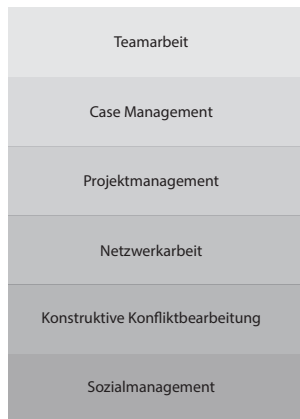 Teamarbeit
Case Management
Projektmanagement
Netzwerkarbeit
Konstruktive Konfliktbearbeitung
Sozialmanagement